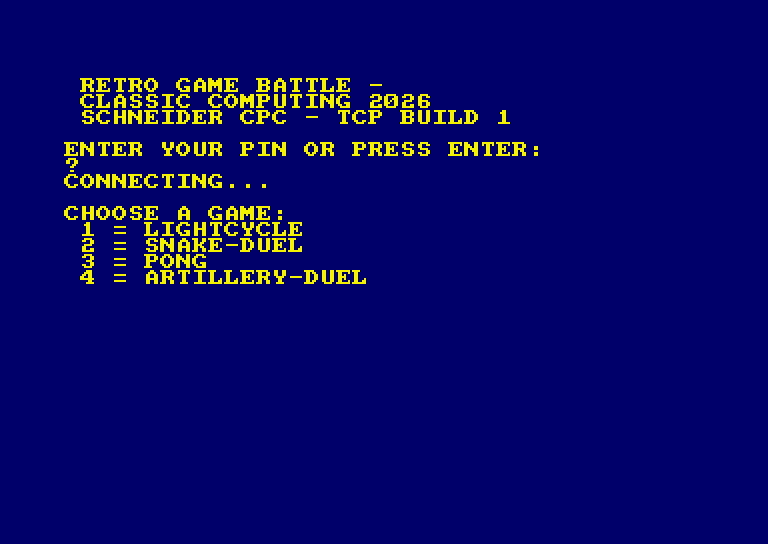 RETRO GAME BATTLE -
CLASSIC COMPUTING 2026
SCHNEIDER CPC - TCP BUILD 1
ENTER YOUR PIN OR PRESS ENTER:
?
CONNECTING...
CHOOSE A GAME:
1 = LIGHTCYCLE
2 = SNAKE-DUEL
3 = PONG
4 = ARTILLERY-DUEL